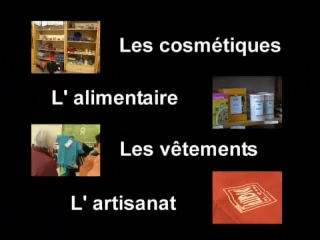 Les cosmétiques
L' alimentaire
Les vêtements
L' artisanat